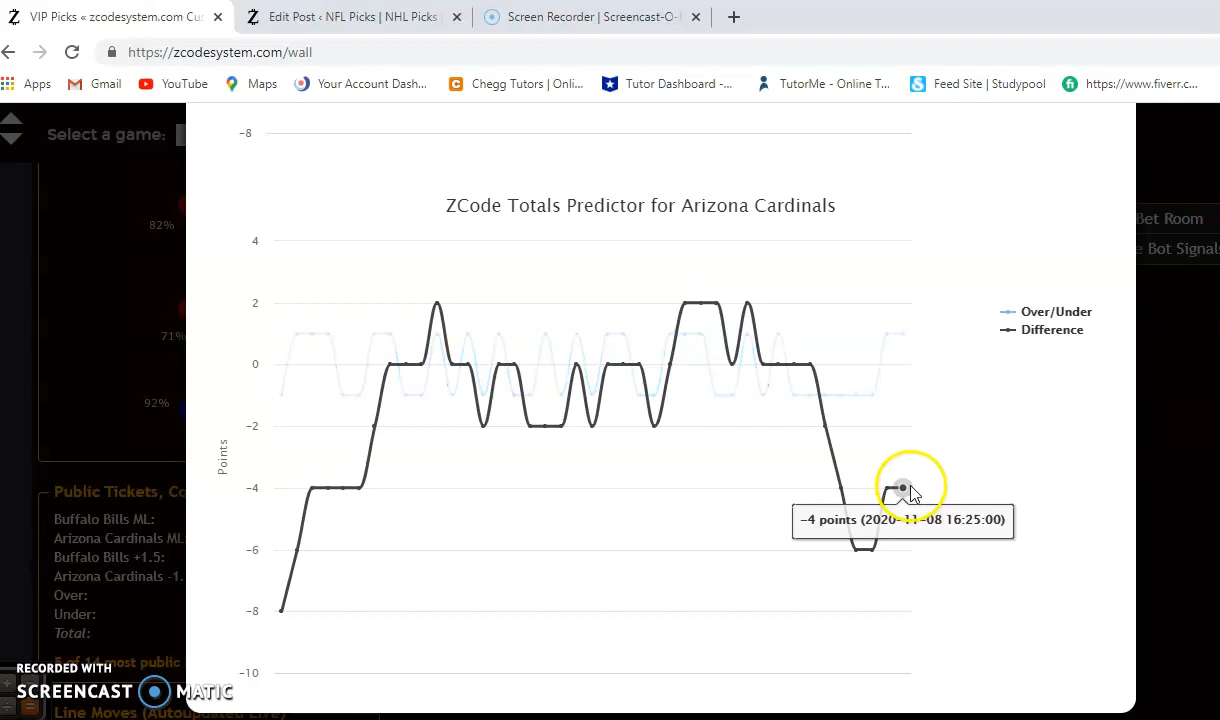 VIP Picks « zcodesystem.com Cu
Edit Post ‹ NFL Picks | NHL Picks
Screen Recorder | Screencast-O-
https://zcodesystem.com/wall
Apps
Gmail
YouTube
Maps
Your Account Dash...
Chegg Tutors | Onli...
Tutor Dashboard -...
TutorMe - Online T...
Feed Site | Studypool
https://www.fiverr.c...
Select a game:
-8
ZCode Totals Predictor for Arizona Cardinals
4
2
0
-2
-4
-6
-8
-10
Points
Over/Under
Difference
-4 points (2020-11-08 16:25:00)
Bet Room
Bot Signals
82%
71%
92%
Public Tickets, Co
Buffalo Bills ML:
Arizona Cardinals ML
Buffalo Bills +1.5:
Arizona Cardinals -1.
Over:
Under:
Total:
5 of 14 most public
RECORDED WITH
SCREENCAST MATIC
Line Moves (Autoupdated Live)